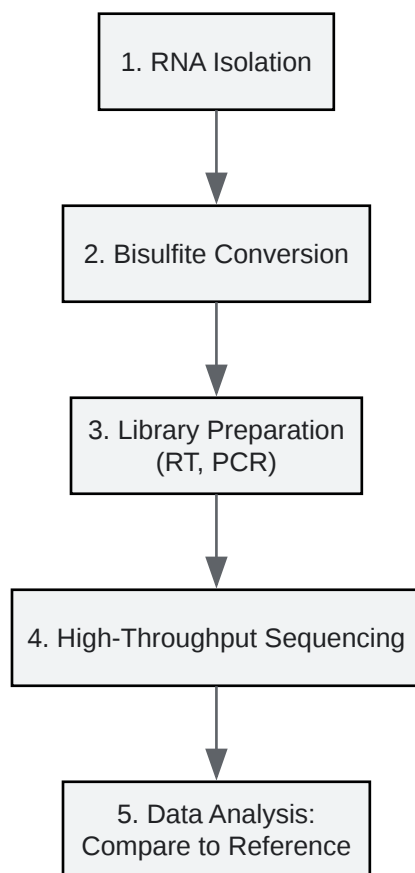 1. RNA Isolation
2. Bisulfite Conversion
3. Library Preparation
(RT, PCR)
4. High-Throughput Sequencing
5. Data Analysis:
Compare to Reference